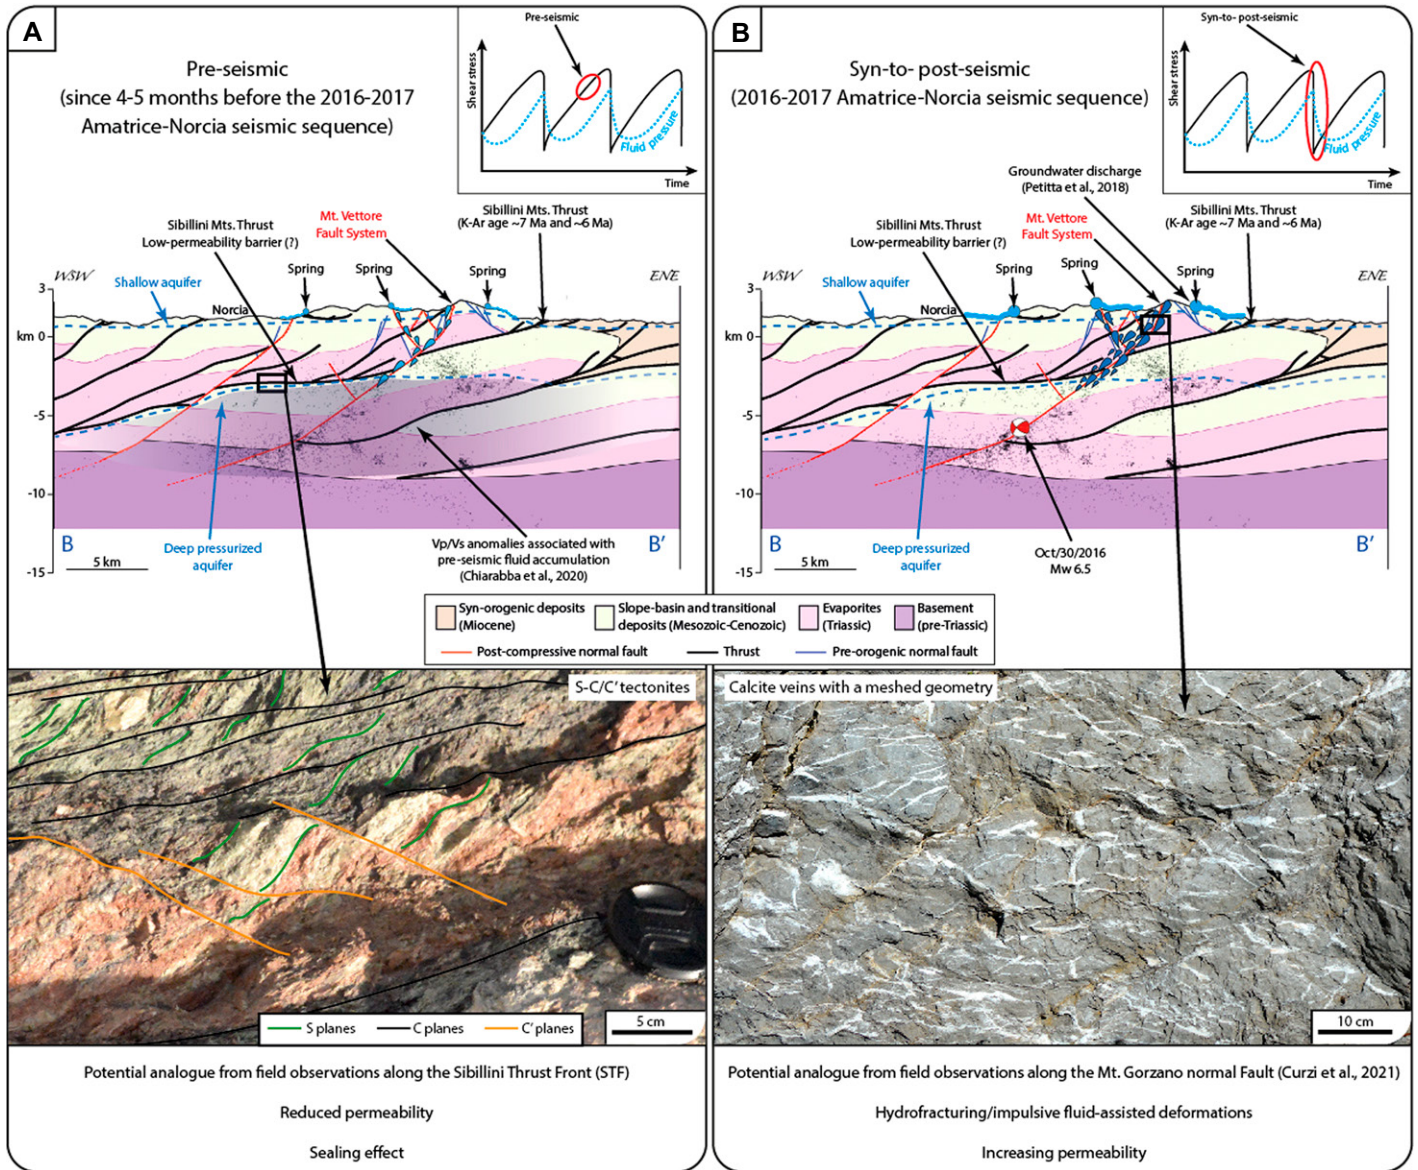 A
Pre-seismic
(since 4-5 months before the 2016-2017
Amatrice-Norcia seismic sequence)
Pre-seismic
Shear stress
Fluid pressure
Time
Sibillini Mts. Thrust
Low-permeability barrier (?)
Mt. Vettore
Fault System
Sibillini Mts. Thrust
(K-Ar age ~7 Ma and ~6 Ma)
WSW
Shallow aquifer
Spring
Spring
Spring
ENE
Norcia
3
km 0
-5
-10
-15
B
5 km
Deep pressurized
aquifer
Vp/Vs anomalies associated with
pre-seismic fluid accumulation
(Chiarabba et al., 2020)
B'
B
Syn-to- post-seismic
(2016-2017 Amatrice-Norcia seismic sequence)
Syn-to- post-seismic
Shear stress
Fluid pressure
Time
Groundwater discharge
(Petitta et al., 2018)
Sibillini Mts. Thrust
Low-permeability barrier (?)
Mt. Vettore
Fault System
Sibillini Mts. Thrust
(K-Ar age ~7 Ma and ~6 Ma)
WSW
Shallow aquifer
Spring
Spring
Spring
ENE
Norcia
3
km 0
-5
-10
-15
B
5 km
Deep pressurized
aquifer
Oct/30/2016
Mw 6.5
B'
Syn-orogenic deposits
(Miocene)
Slope-basin and transitional
deposits (Mesozoic-Cenozoic)
Evaporites
(Triassic)
Basement
(pre-Triassic)
Post-compressive normal fault
Thrust
Pre-orogenic normal fault
S-C/C' tectonites
S planes
C planes
C' planes
5 cm
Potential analogue from field observations along the Sibillini Thrust Front (STF)
Reduced permeability
Sealing effect
Calcite veins with a meshed geometry
10 cm
Potential analogue from field observations along the Mt. Gorzano normal Fault (Curzi et al., 2021)
Hydrofracturing/impulsive fluid-assisted deformations
Increasing permeability